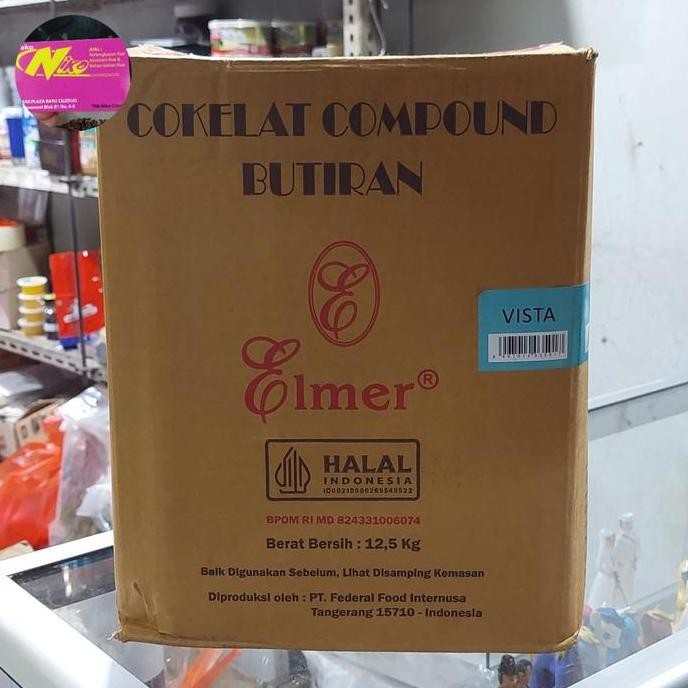 Niko
COKELAT COMPOUND
BUTIRAN
E
Elmer®
VISTA
HALAL
INDONESIA
BPOM RI MD 824331006074
Berat Bersih : 12,5 Kg
Baik Digunakan Sebelum, Lihat Disamping Kemasan
Diproduksi oleh : PT. Federal Food Internusa
Tangerang 15710 - Indonesia